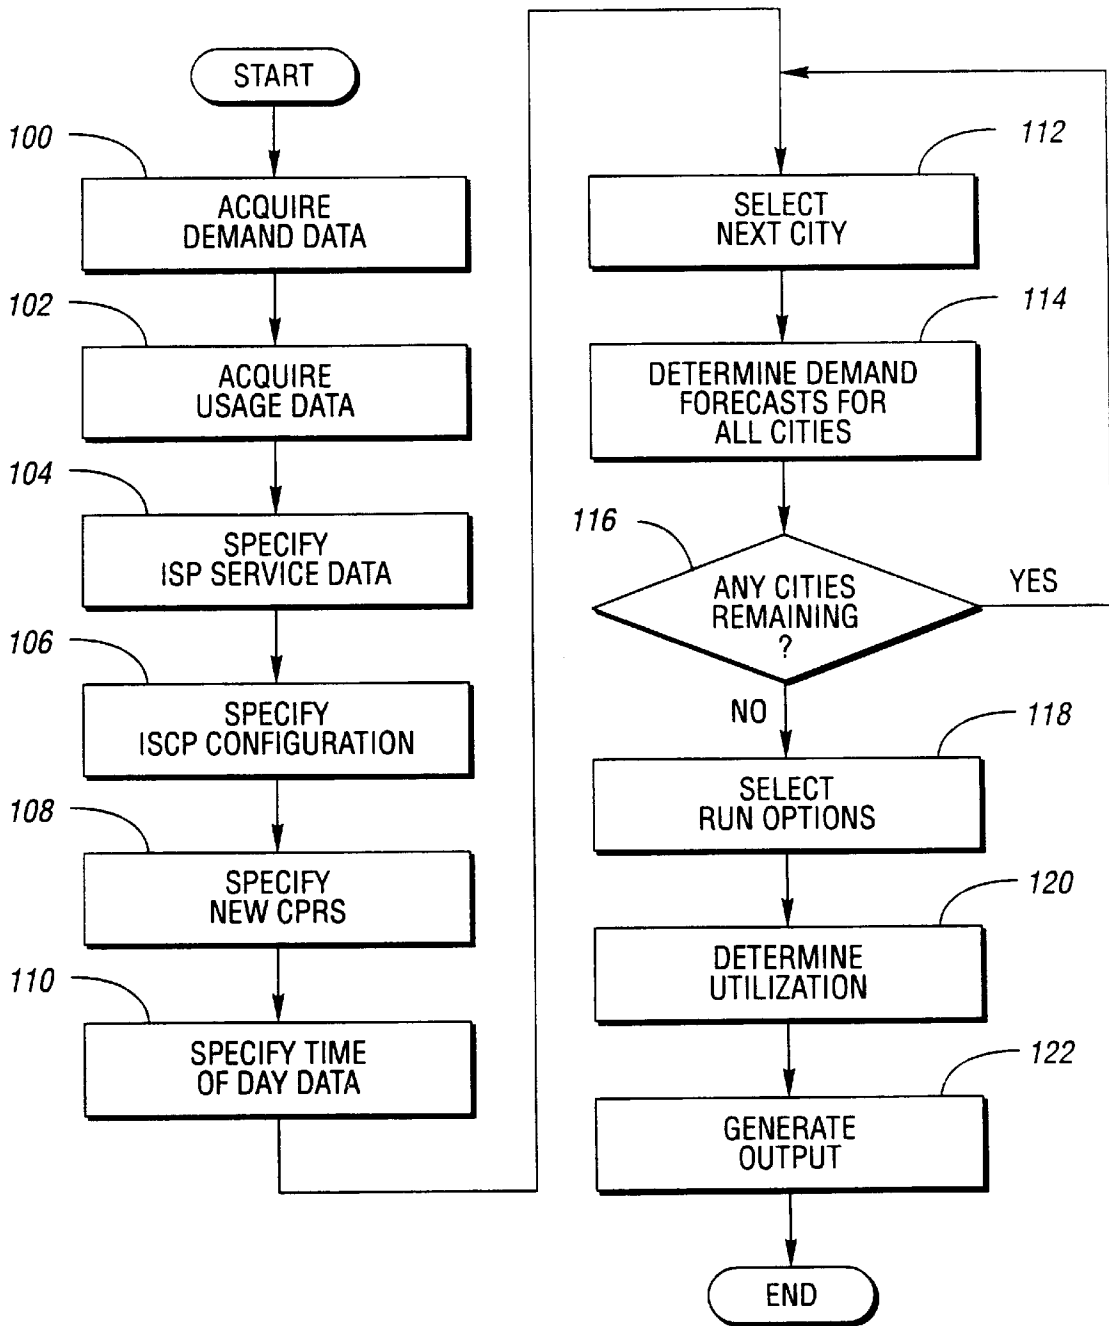 START
100
ACQUIRE
DEMAND DATA
102
ACQUIRE
USAGE DATA
104
SPECIFY
ISP SERVICE DATA
106
SPECIFY
ISCP CONFIGURATION
108
SPECIFY
NEW CPRS
110
SPECIFY TIME
OF DAY DATA
112
SELECT
NEXT CITY
114
DETERMINE DEMAND
FORECASTS FOR
ALL CITIES
116
ANY CITIES
REMAINING
?
YES
NO
118
SELECT
RUN OPTIONS
120
DETERMINE
UTILIZATION
122
GENERATE
OUTPUT
END